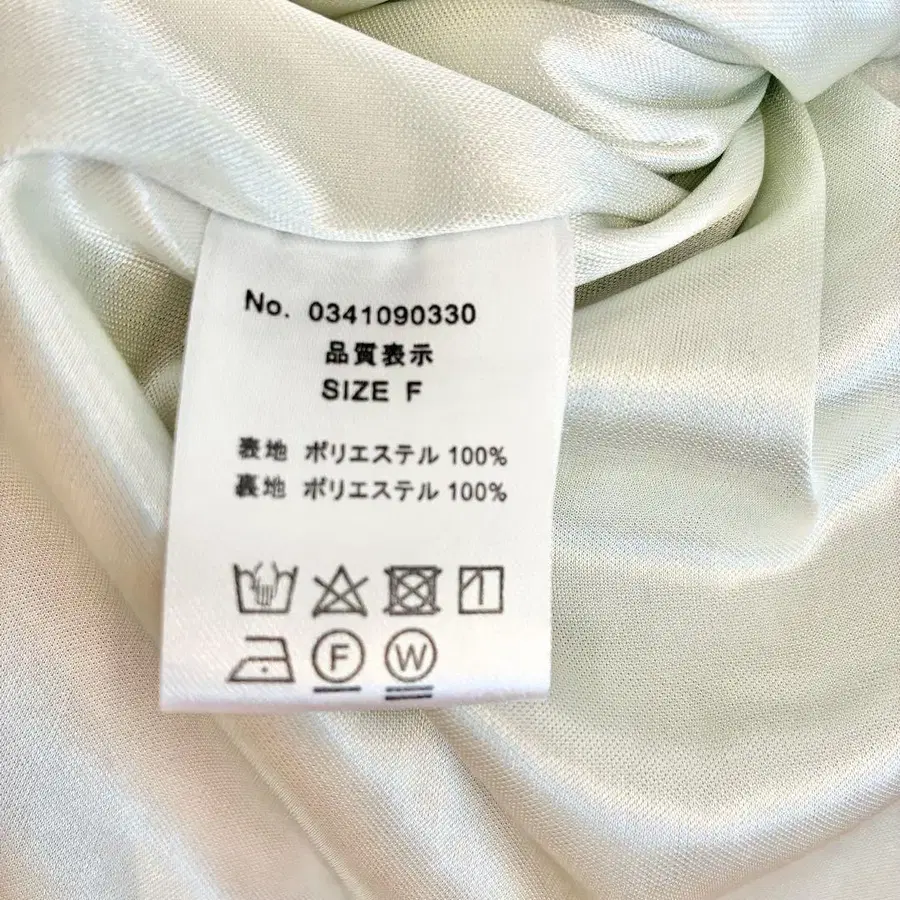 No. 0341090330
品質表示
SIZE F
表地 ポリエステル 100%
裏地 ポリエステル 100%
F W